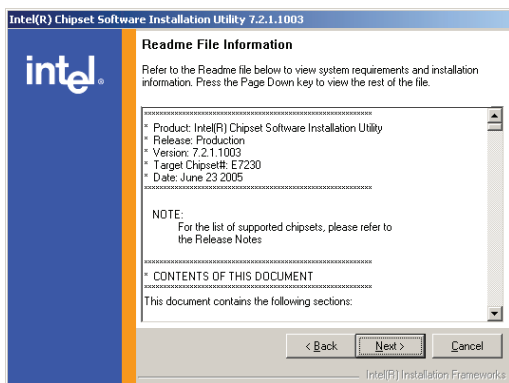 Intel(R) Chipset Software Installation Utility 7.2.1.1003
intel®
Readme File Information
Refer to the Readme file below to view system requirements and installation
information. Press the Page Down key to view the rest of the file.
************************************************************
* Product: Intel(R) Chipset Software Installation Utility
* Release: Production
* Version: 7.2.1.1003
* Target Chipset#: E7230
* Date: June 23 2005
************************************************************
NOTE:
For the list of supported chipsets, please refer to
the Release Notes
************************************************************
* CONTENTS OF THIS DOCUMENT
************************************************************
This document contains the following sections:
< Back
Next >
Cancel
Intel(R) Installation Frameworks